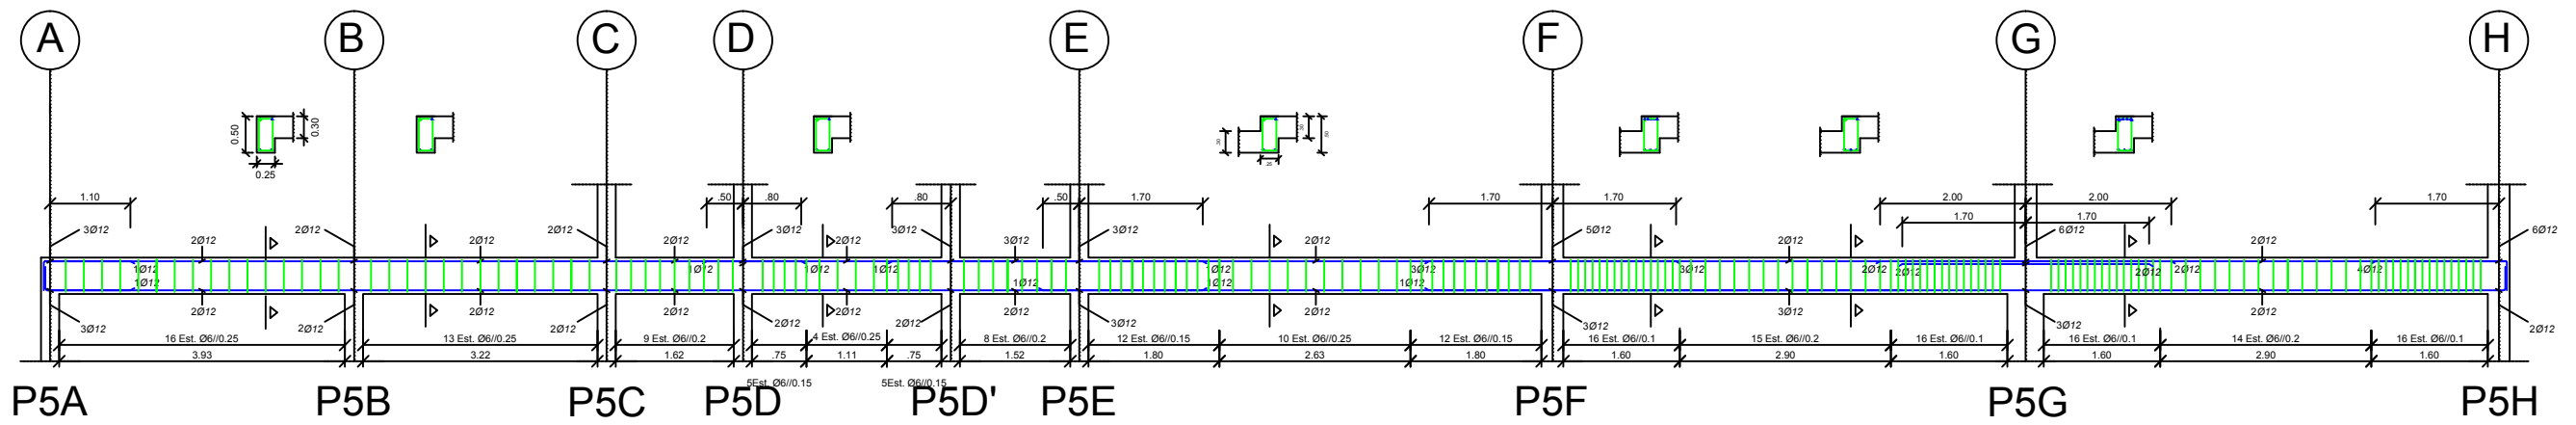 A B C D E F G H
0.50 0.30
0.25
30 25 30 50
1.10 .50 .80 .80 .50 1.70 1.70 1.70 2.00 2.00 1.70
1.70 1.70
3Ø12 2Ø12 2Ø12 2Ø12 2Ø12 2Ø12 3Ø12 2Ø12 3Ø12 3Ø12 3Ø12 2Ø12 5Ø12 2Ø12 6Ø12 2Ø12 6Ø12
1Ø12 1Ø12 1Ø12 1Ø12 1Ø12 3Ø12 3Ø12 2Ø12 2Ø12 2Ø12 2Ø12 4Ø12
1Ø12 1Ø12 1Ø12 1Ø12
3Ø12 2Ø12 2Ø12 2Ø12 2Ø12 2Ø12 2Ø12 2Ø12 2Ø12 2Ø12 3Ø12 2Ø12 3Ø12 3Ø12 3Ø12 2Ø12 2Ø12
16 Est. Ø6//0.25 13 Est. Ø6//0.25 9 Est. Ø6//0.2 4 Est. Ø6//0.25 8 Est. Ø6//0.2 12 Est. Ø6//0.15 10 Est. Ø6//0.25 12 Est. Ø6//0.15 16 Est. Ø6//0.1 15 Est. Ø6//0.2 16 Est. Ø6//0.1 16 Est. Ø6//0.1 14 Est. Ø6//0.2 16 Est. Ø6//0.1
3.93 3.22 1.62 .75 1.11 .75 1.52 1.80 2.63 1.80 1.60 2.90 1.60 1.60 2.90 1.60
5Est. Ø6//0.15 5Est. Ø6//0.15
P5A P5B P5C P5D P5D' P5E P5F P5G P5H